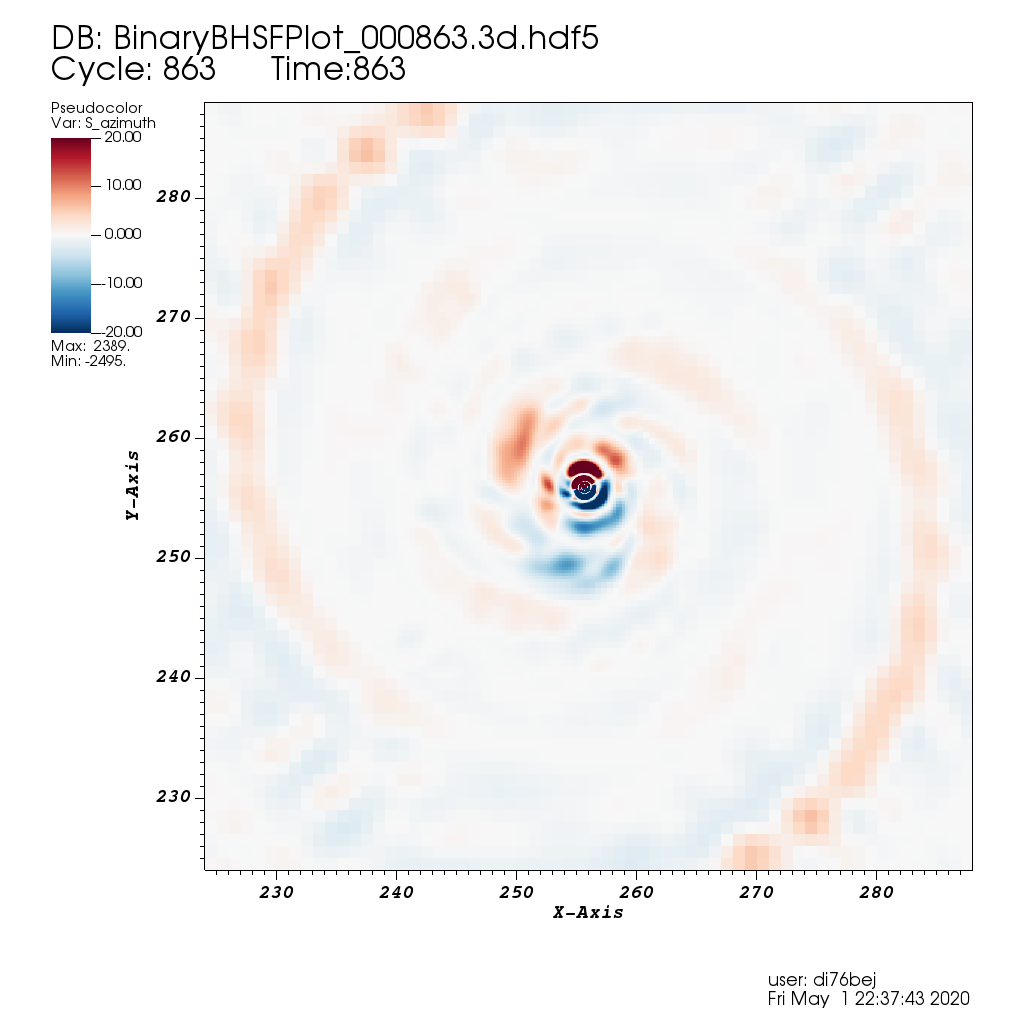 DB: BinaryBHSFPlot_000863.3d.hdf5
Cycle: 863 Time:863
Pseudocolor
Var: S_azimuth
20.00
10.00
0.000
-10.00
-20.00
Max: 2389.
Min: -2495.
280
270
260
250
240
230
Y-Axis
230 240 250 260 270 280
X-Axis
user: di76bej
Fri May 1 22:37:43 2020